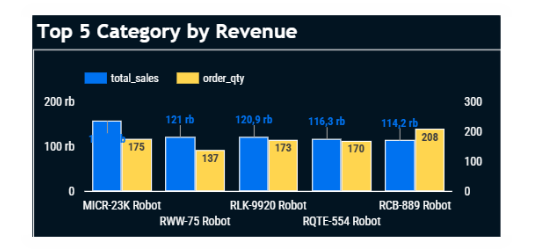 Top 5 Category by Revenue
total_sales order_qty
200 rb 300
121 rb 120,9 rb 116,3 rb 114,2 rb
200
100 rb 175 137 173 170 208
100
0 0
MICR-23K Robot RLK-9920 Robot RCB-889 Robot
RWW-75 Robot RQTE-554 Robot